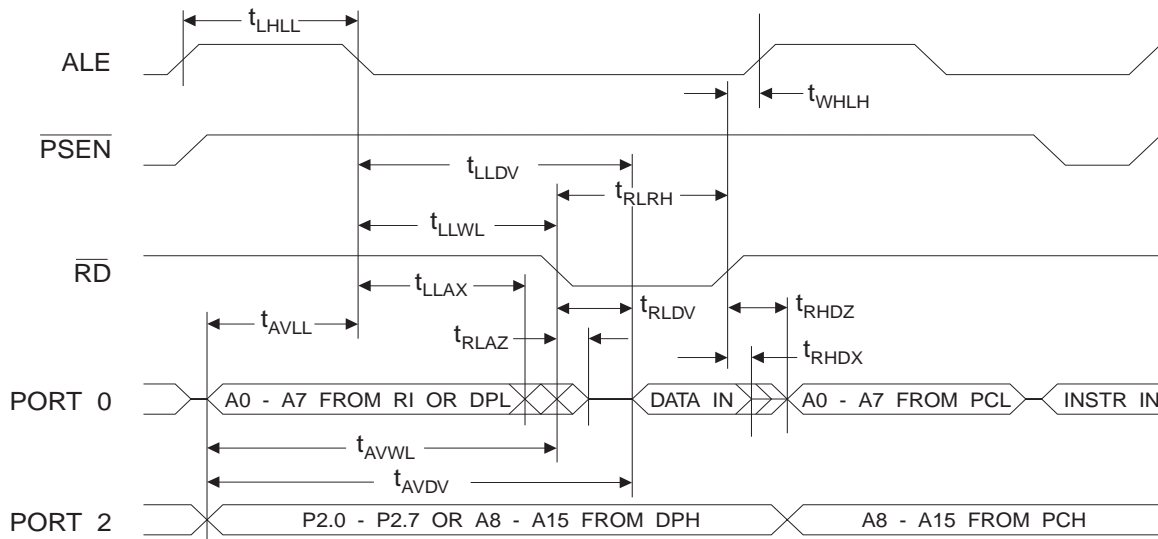 tLHLL
ALE
tWHLH
PSEN
tLLDV
tRLRH
tLLWL
RD
tLLAX
tRLDV
tRHDZ
tAVLL
tRLAZ
tRHDX
PORT 0
A0 - A7 FROM RI OR DPL
DATA IN
A0 - A7 FROM PCL
INSTR IN
tAVWL
tAVDV
PORT 2
P2.0 - P2.7 OR A8 - A15 FROM DPH
A8 - A15 FROM PCH